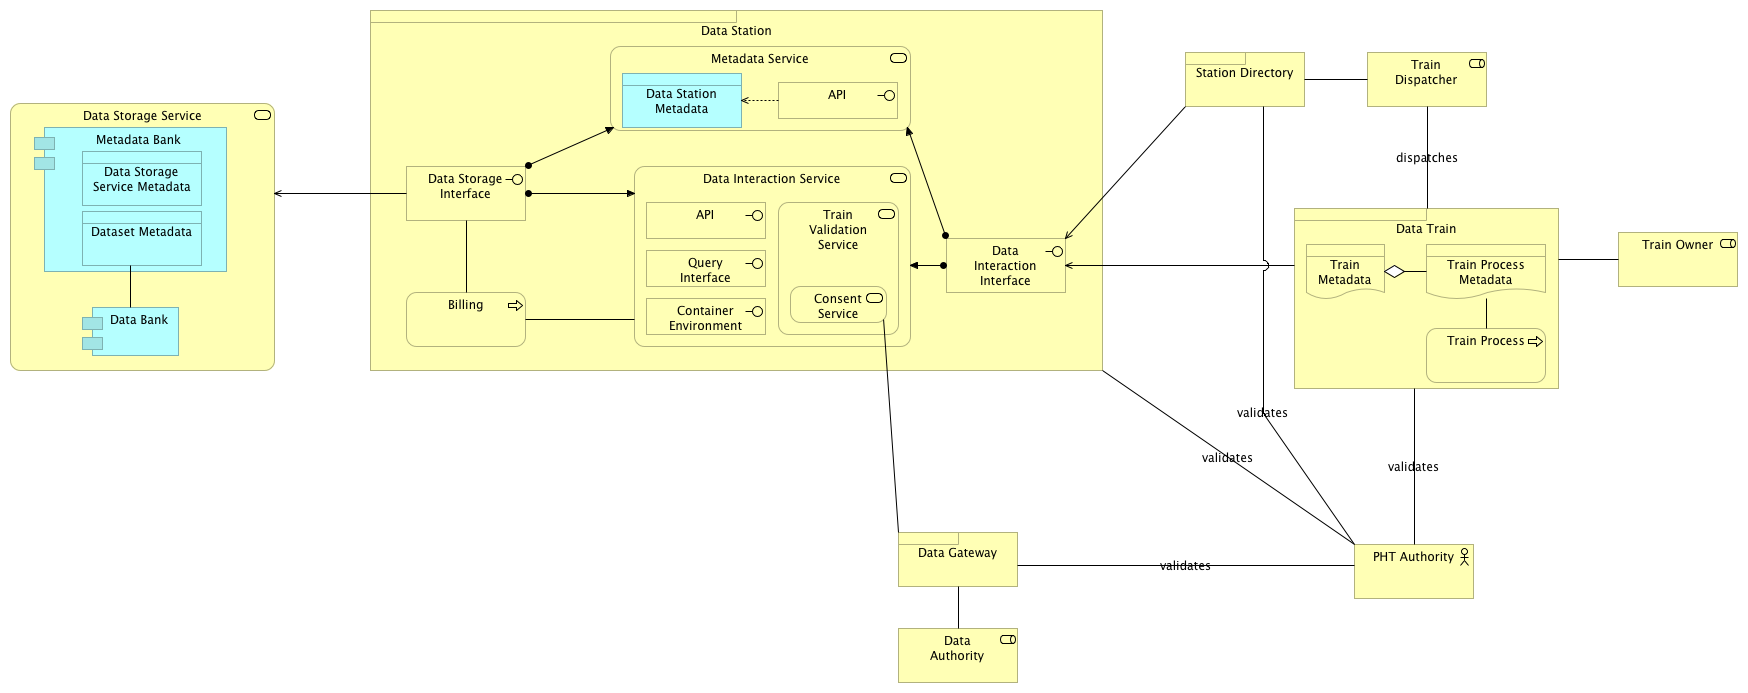 Data Station
Metadata Service
Data Station
Metadata
API
Station Directory
Train
Dispatcher
Data Storage Service
Metadata Bank
Data Storage
Service Metadata
Dataset Metadata
Data Bank
dispatches
Data Storage
Interface
Data Interaction Service
API
Query
Interface
Container
Environment
Train
Validation
Service
Consent
Service
Data
Interaction
Interface
Billing
Data Train
Train
Metadata
Train Process
Metadata
Train Process
Train Owner
validates
validates
validates
Data Gateway
validates
PHT Authority
Data
Authority